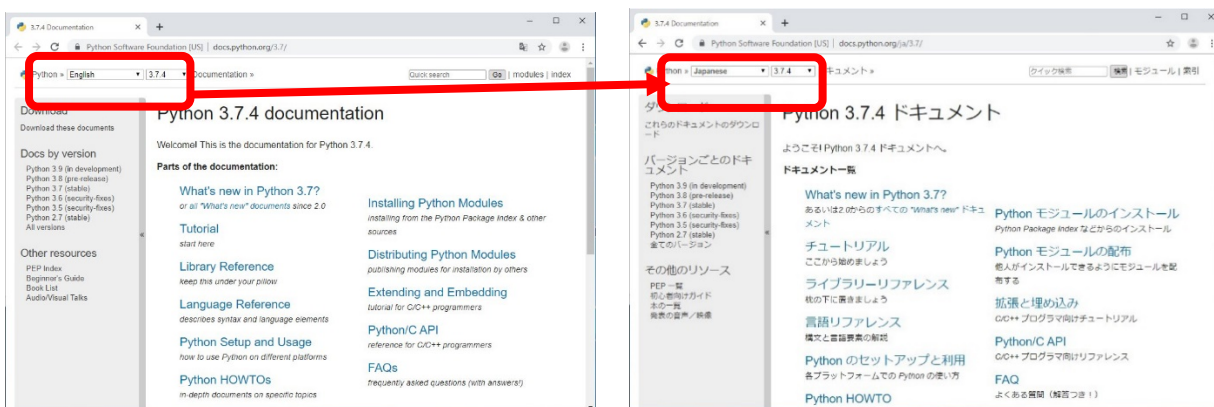 3.7.4 Documentation
Python Software Foundation [US] | docs.python.org/3.7/
Python » English 3.7.4 Documentation »
Quick search Go | modules | index
Download
Download these documents
Docs by version
Python 3.9 (in development)
Python 3.8 (pre-release)
Python 3.7 (stable)
Python 3.6 (security-fixes)
Python 3.5 (security-fixes)
Python 2.7 (stable)
All versions
Other resources
PEP Index
Beginner's Guide
Book List
Audio/Visual Talks
Python 3.7.4 documentation
Welcome! This is the documentation for Python 3.7.4.
Parts of the documentation:
What's new in Python 3.7?
or all "What's new" documents since 2.0
Tutorial
start here
Library Reference
keep this under your pillow
Language Reference
describes syntax and language elements
Python Setup and Usage
how to use Python on different platforms
Python HOWTOs
in-depth documents on specific topics
Installing Python Modules
installing from the Python Package Index & other
sources
Distributing Python Modules
publishing modules for installation by others
Extending and Embedding
tutorial for C/C++ programmers
Python/C API
reference for C/C++ programmers
FAQs
frequently asked questions (with answers!)
3.7.4 Documentation
Python Software Foundation [US] | docs.python.org/ja/3.7/
Japanese 3.7.4 ドキュメント »
クイック検索 検索 | モジュール | 索引
これらのドキュメントのダウンロ
ード
バージョンごとのドキ
ュメント
Python 3.9 (in development)
Python 3.8 (pre-release)
Python 3.7 (stable)
Python 3.6 (security-fixes)
Python 3.5 (security-fixes)
Python 2.7 (stable)
全てのバージョン
その他のリソース
PEP 一覧
初心者向けガイド
本の一覧
発表の音声／映像
Python 3.7.4 ドキュメント
ようこそ! Python 3.7.4 ドキュメントへ。
ドキュメント一覧
What's new in Python 3.7?
あるいは2.0からのすべての "What's new" ドキュ
メント
チュートリアル
ここから始めましょう
ライブラリーリファレンス
枕の下に置きましょう
言語リファレンス
構文と言語要素の解説
Python のセットアップと利用
各プラットフォームでの Python の使い方
Python HOWTO
Python モジュールのインストール
Python Package Index などからのインストール
Python モジュールの配布
他人がインストールできるようにモジュールを配
布する
拡張と埋め込み
C/C++ プログラマ向けチュートリアル
Python/C API
C/C++ プログラマ向けリファレンス
FAQ
よくある質問（解答つき！）